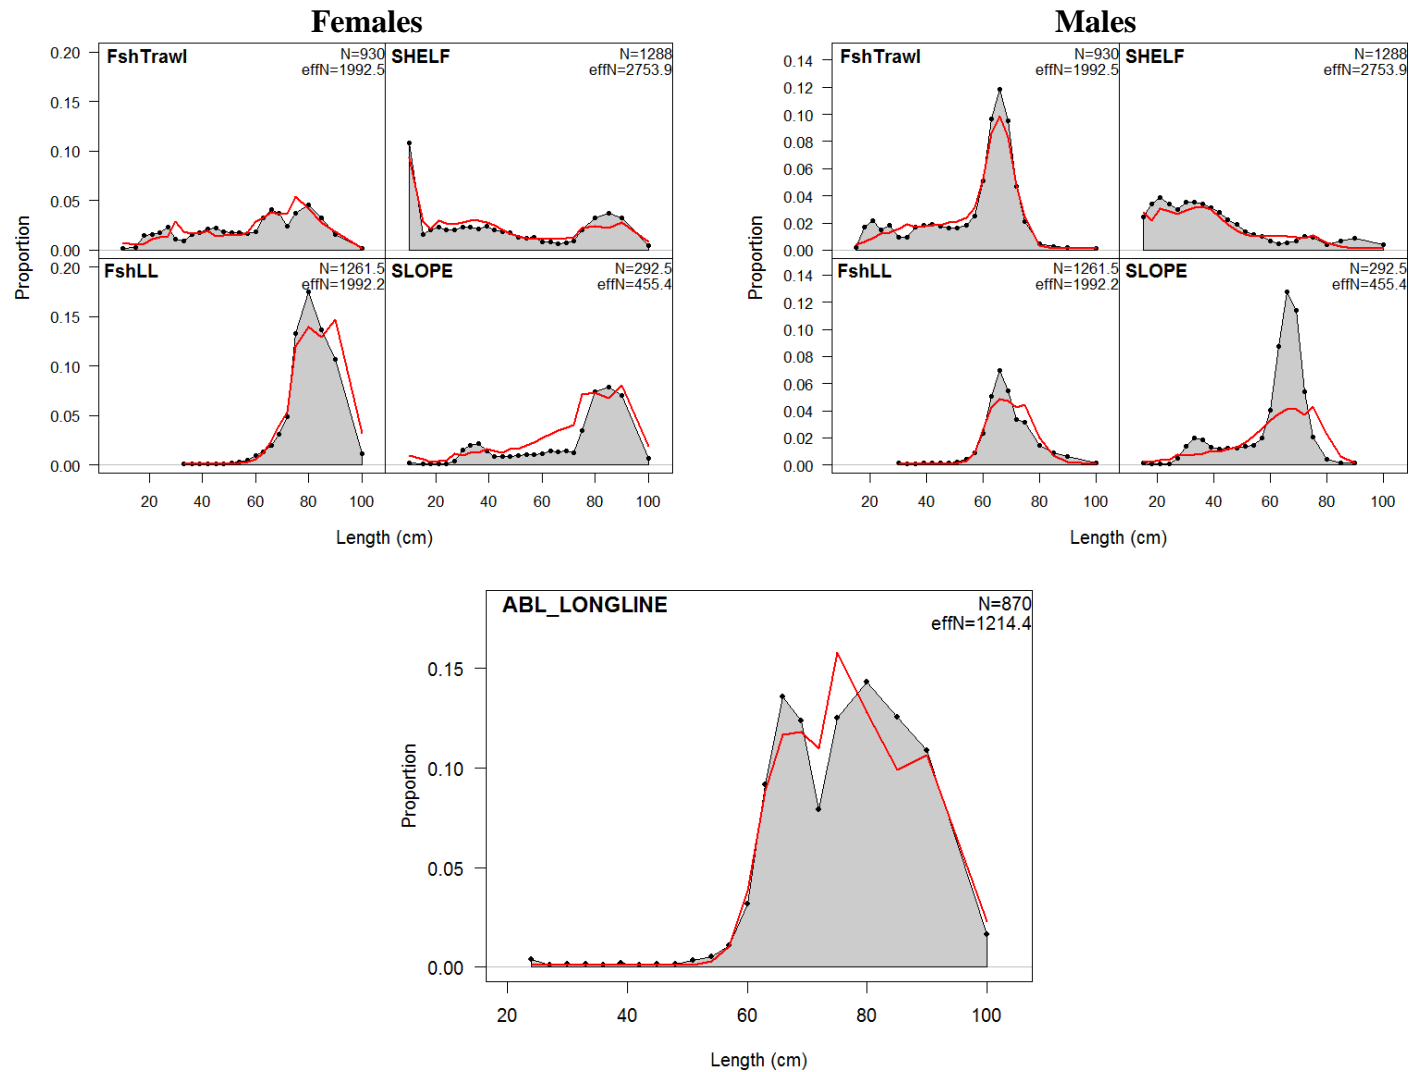 Females
Males
FshTrawl
N=930
effN=1992.5
SHELF
N=1288
effN=2753.9
0.20
0.15
0.10
0.05
0.00
FshLL
N=1261.5
effN=1992.2
SLOPE
N=292.5
effN=455.4
0.20
0.15
0.10
0.05
0.00
20 40 60 80 100
20 40 60 80 100
Proportion
Length (cm)
FshTrawl
N=930
effN=1992.5
SHELF
N=1288
effN=2753.9
0.14
0.12
0.10
0.08
0.06
0.04
0.02
0.00
FshLL
N=1261.5
effN=1992.2
SLOPE
N=292.5
effN=455.4
0.14
0.12
0.10
0.08
0.06
0.04
0.02
0.00
20 40 60 80 100
20 40 60 80 100
Proportion
Length (cm)
ABL_LONGLINE
N=870
effN=1214.4
0.15
0.10
0.05
0.00
20 40 60 80 100
Proportion
Length (cm)